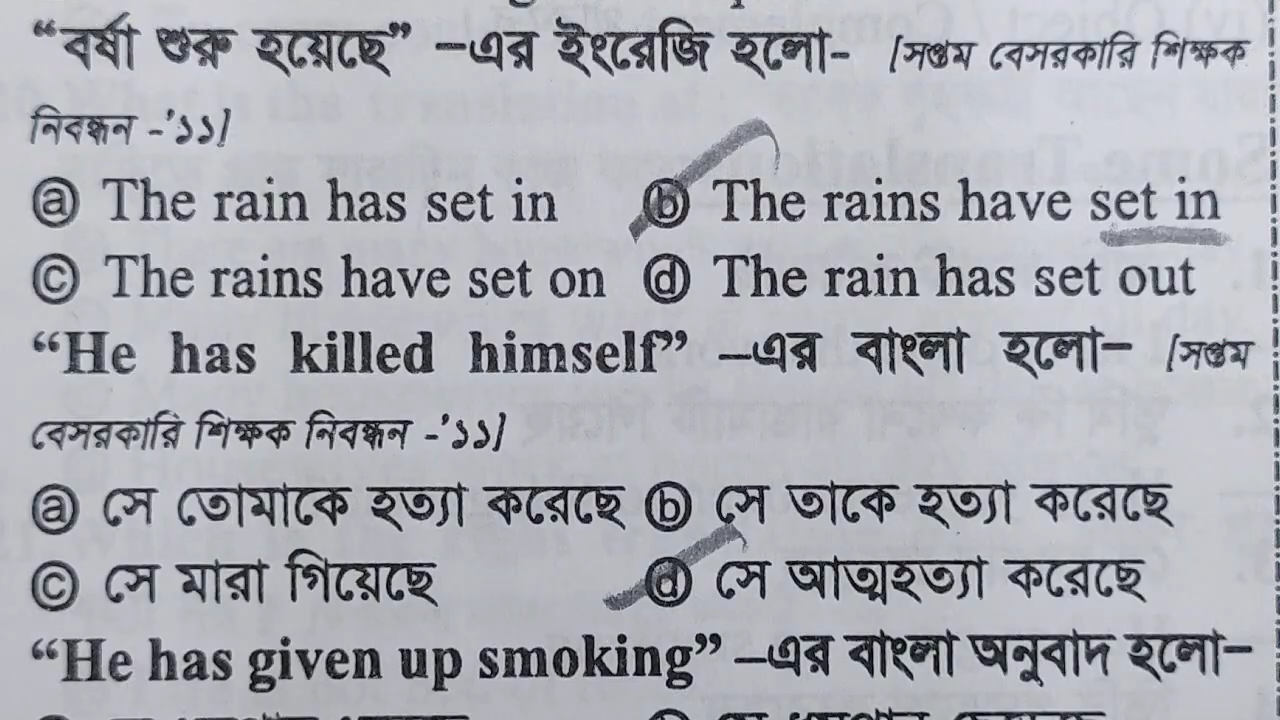 “বর্ষা শুরু হয়েছে” –এর ইংরেজি হলো- [সপ্তম বেসরকারি শিক্ষক
নিবন্ধন -’১১]
ⓐ The rain has set in ⓑ The rains have set in
ⓒ The rains have set on ⓓ The rain has set out
“He has killed himself” –এর বাংলা হলো– [সপ্তম
বেসরকারি শিক্ষক নিবন্ধন -’১১]
ⓐ সে তোমাকে হত্যা করেছে ⓑ সে তাকে হত্যা করেছে
ⓒ সে মারা গিয়েছে ⓓ সে আত্মহত্যা করেছে
“He has given up smoking” –এর বাংলা অনুবাদ হলো–